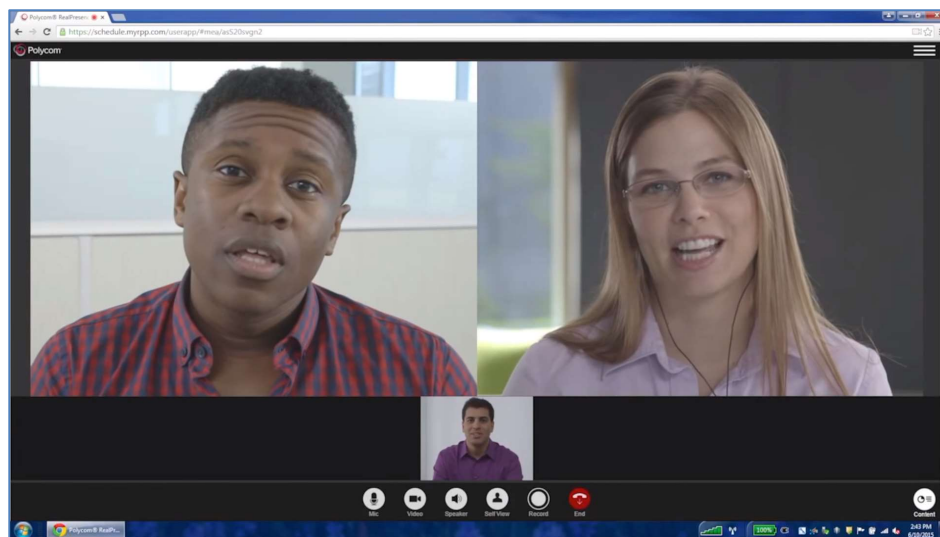 Polycom® RealPresen
https://schedule.myrpp.com/userapp/#mea/as520svgn2
Polycom
Mic Video Speaker Self View Record End
Content
Polycom® RealPr...
100%
2:43 PM
6/10/2015